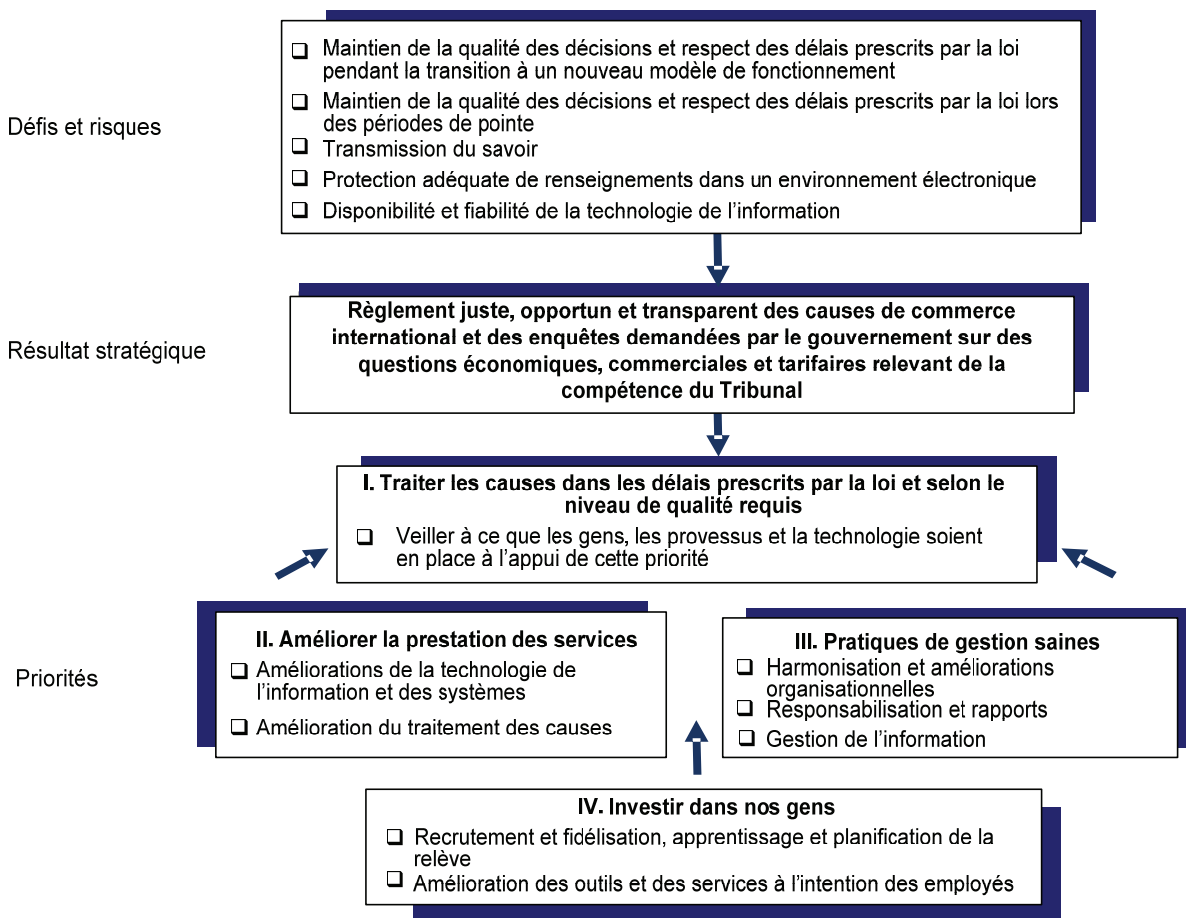 Défis et risques
❑ Maintien de la qualité des décisions et respect des délais prescrits par la loi
pendant la transition à un nouveau modèle de fonctionnement
❑ Maintien de la qualité des décisions et respect des délais prescrits par la loi lors
des périodes de pointe
❑ Transmission du savoir
❑ Protection adéquate de renseignements dans un environnement électronique
❑ Disponibilité et fiabilité de la technologie de l’information
Résultat stratégique
Règlement juste, opportun et transparent des causes de commerce
international et des enquêtes demandées par le gouvernement sur des
questions économiques, commerciales et tarifaires relevant de la
compétence du Tribunal
Priorités
I. Traiter les causes dans les délais prescrits par la loi et selon le
niveau de qualité requis
❑ Veiller à ce que les gens, les provessus et la technologie soient
en place à l’appui de cette priorité
II. Améliorer la prestation des services
❑ Améliorations de la technologie de
l’information et des systèmes
❑ Amélioration du traitement des causes
III. Pratiques de gestion saines
❑ Harmonisation et améliorations
organisationnelles
❑ Responsabilisation et rapports
❑ Gestion de l’information
IV. Investir dans nos gens
❑ Recrutement et fidélisation, apprentissage et planification de la
relève
❑ Amélioration des outils et des services à l’intention des employés